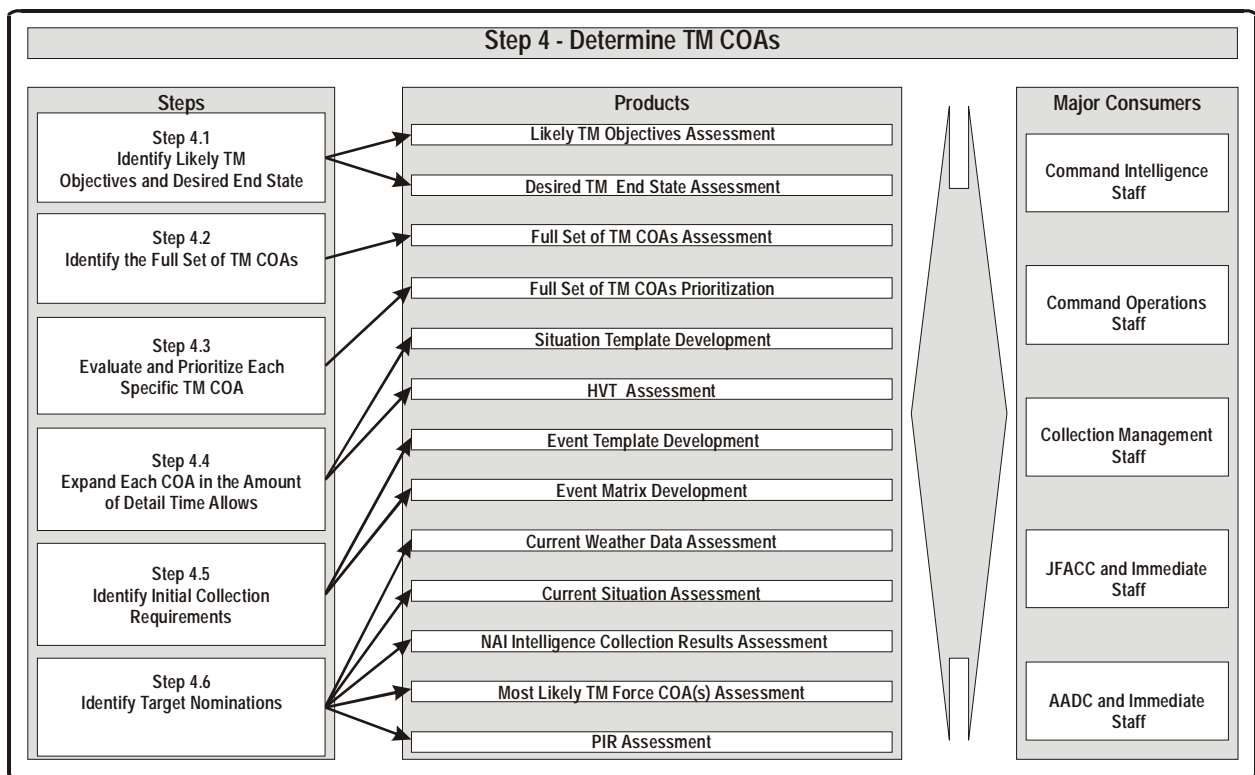 Step 4 - Determine TM COAs
Steps
Step 4.1
Identify Likely TM
Objectives and Desired End State
Step 4.2
Identify the Full Set of TM COAs
Step 4.3
Evaluate and Prioritize Each
Specific TM COA
Step 4.4
Expand Each COA in the Amount
of Detail Time Allows
Step 4.5
Identify Initial Collection
Requirements
Step 4.6
Identify Target Nominations
Products
Likely TM Objectives Assessment
Desired TM End State Assessment
Full Set of TM COAs Assessment
Full Set of TM COAs Prioritization
Situation Template Development
HVT Assessment
Event Template Development
Event Matrix Development
Current Weather Data Assessment
Current Situation Assessment
NAI Intelligence Collection Results Assessment
Most Likely TM Force COA(s) Assessment
PIR Assessment
Major Consumers
Command Intelligence
Staff
Command Operations
Staff
Collection Management
Staff
JFACC and Immediate
Staff
AADC and Immediate
Staff